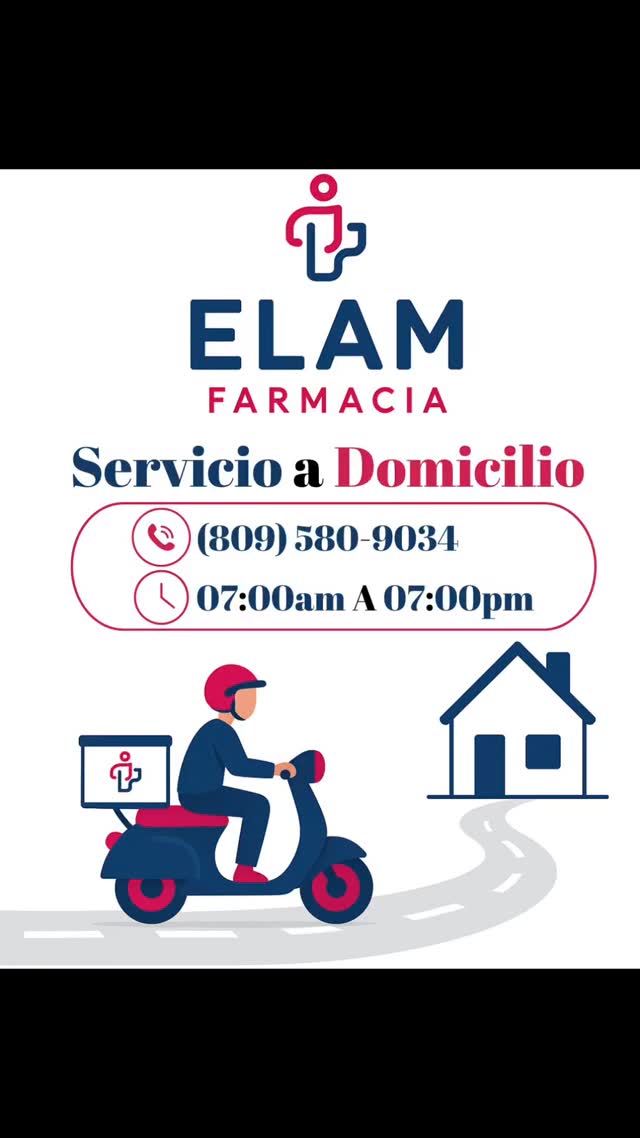 ELAM
FARMACIA
Servicio a Domicilio
(809) 580-9034
07:00am A 07:00pm